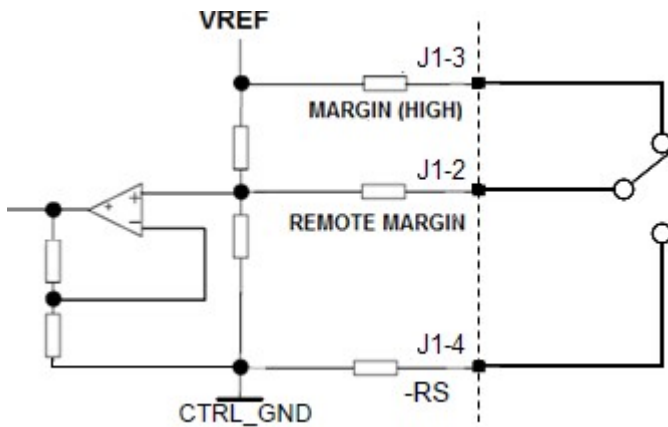 VREF
J1-3
MARGIN (HIGH)
J1-2
REMOTE MARGIN
J1-4
-RS
CTRL_GND